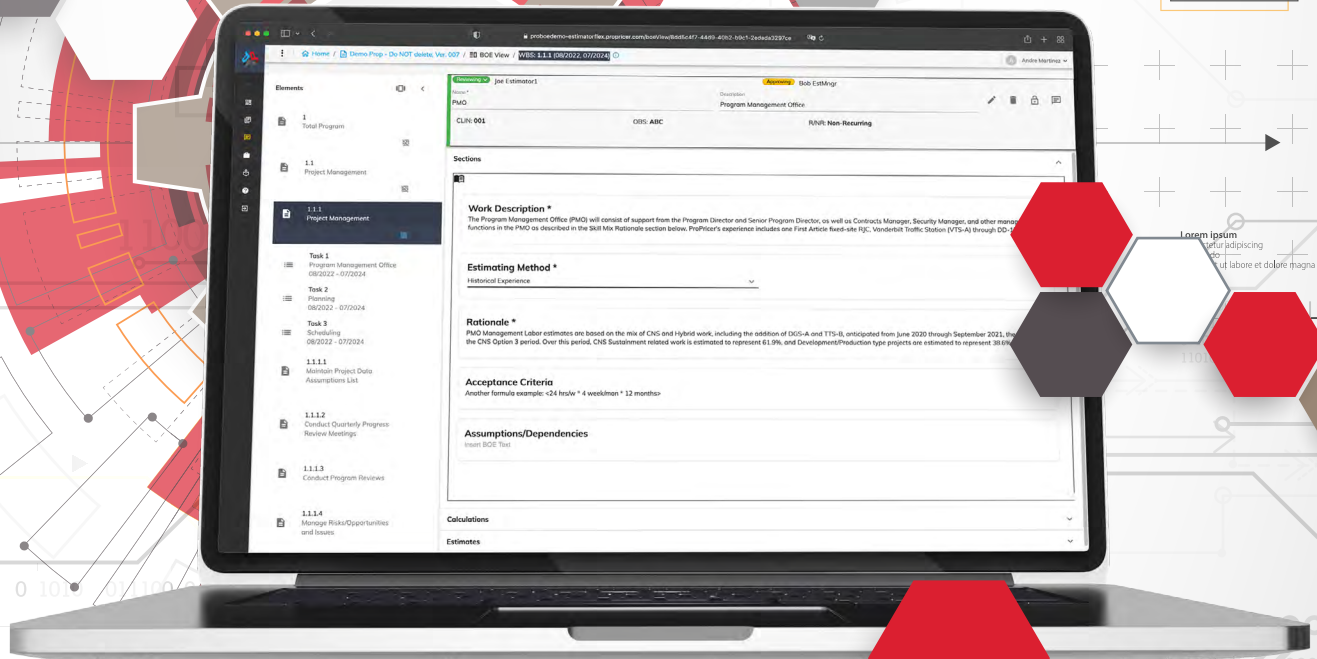 proboedemo-estimatorflex.propricer.com/boeView/8dd5c4f7-44d9-40b2-b9c1-2edada3297ce
Home / Demo Prop - Do NOT delete, Ver. 007 / BOE View / WBS: 1.1.1 (08/2022, 07/2024)
Andre Martinez
Elements
1
Total Program
1.1
Project Management
1.1.1
Project Management
Task 1
Program Management Office
08/2022 - 07/2024
Task 2
Planning
08/2022 - 07/2024
Task 3
Scheduling
08/2022 - 07/2024
1.1.1.1
Maintain Project Data
Assumptions List
1.1.1.2
Conduct Quarterly Progress
Review Meetings
1.1.1.3
Conduct Program Reviews
1.1.1.4
Manage Risks/Opportunities
and Issues
Reviewing Joe Estimator1
Approving Bob EstMngr
Name *
PMO
Description
Program Management Office
CLIN: 001
OBS: ABC
R/NR: Non-Recurring
Sections
Work Description *
The Program Management Office (PMO) will consist of support from the Program Director and Senior Program Director, as well as Contracts Manager, Security Manager, and other
functions in the PMO as described in the Skill Mix Rationale section below. ProPricer's experience includes one First Article fixed-site RJC, Vanderbilt Traffic Station (VTS-A) through
Estimating Method *
Historical Experience
Rationale *
PMO Management Labor estimates are based on the mix of CNS and Hybrid work, including the addition of DGS-A and TTS-B, anticipated from June 2020 through September 2021, the
the CNS Option 3 period. Over this period, CNS Sustainment related work is estimated to represent 61.9%, and Development/Production type projects are estimated to represent 38.6%
Acceptance Criteria
Another formula example: <24 hrs/w * 4 week/man * 12 months>
Assumptions/Dependencies
Insert BOE Text
Calculations
Estimates
Lorem ipsum
adipiscing
ut labore et dolore magna